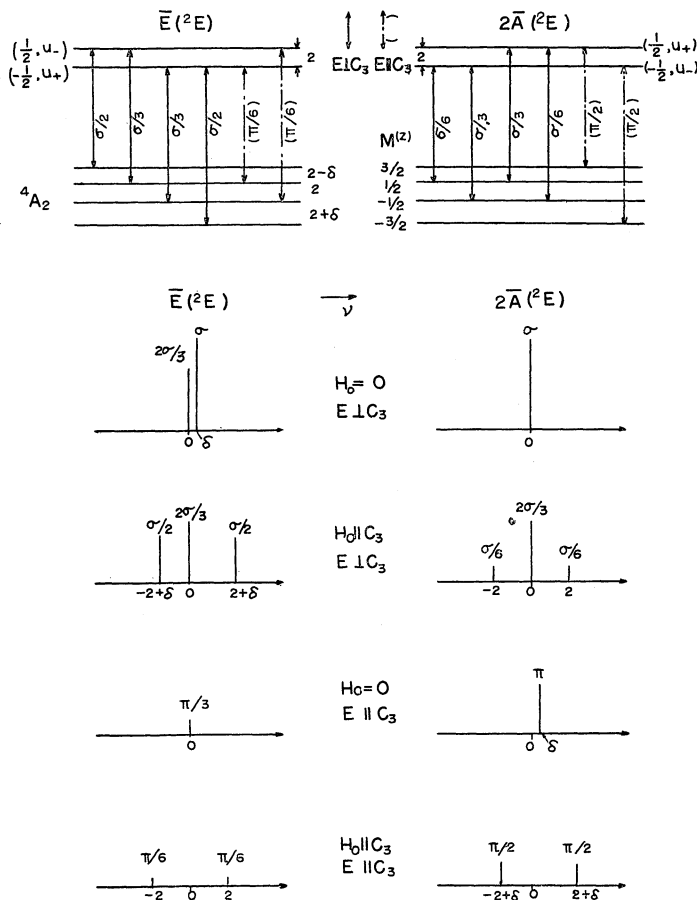 E̅(²E)
2A̅(²E)
(½, u₋)
(-½, u₊)
2
E⊥C₃ E∥C₃
2
(½, u₊)
(-½, u₋)
σ/2
σ/3
σ/3
σ/2
(π/6)
(π/6)
σ/6
σ/3
σ/3
σ/6
(π/2)
(π/2)
M⁽ᶻ⁾
⁴A₂
2-δ
2
2+δ
3/2
1/2
-1/2
-3/2
E̅(²E)
ν
2A̅(²E)
2σ/3
σ
0
δ
H₀= 0
E ⊥C₃
σ
0
σ/2
2σ/3
σ/2
-2+δ 0 2+δ
H₀∥C₃
E ⊥C₃
σ/6
2σ/3
σ/6
-2 0 2
π/3
0
H₀=0
E ∥ C₃
π
0 δ
π/6 π/6
-2 0 2
H₀∥C₃
E ∥C₃
π/2 π/2
-2+δ 0 2+δ